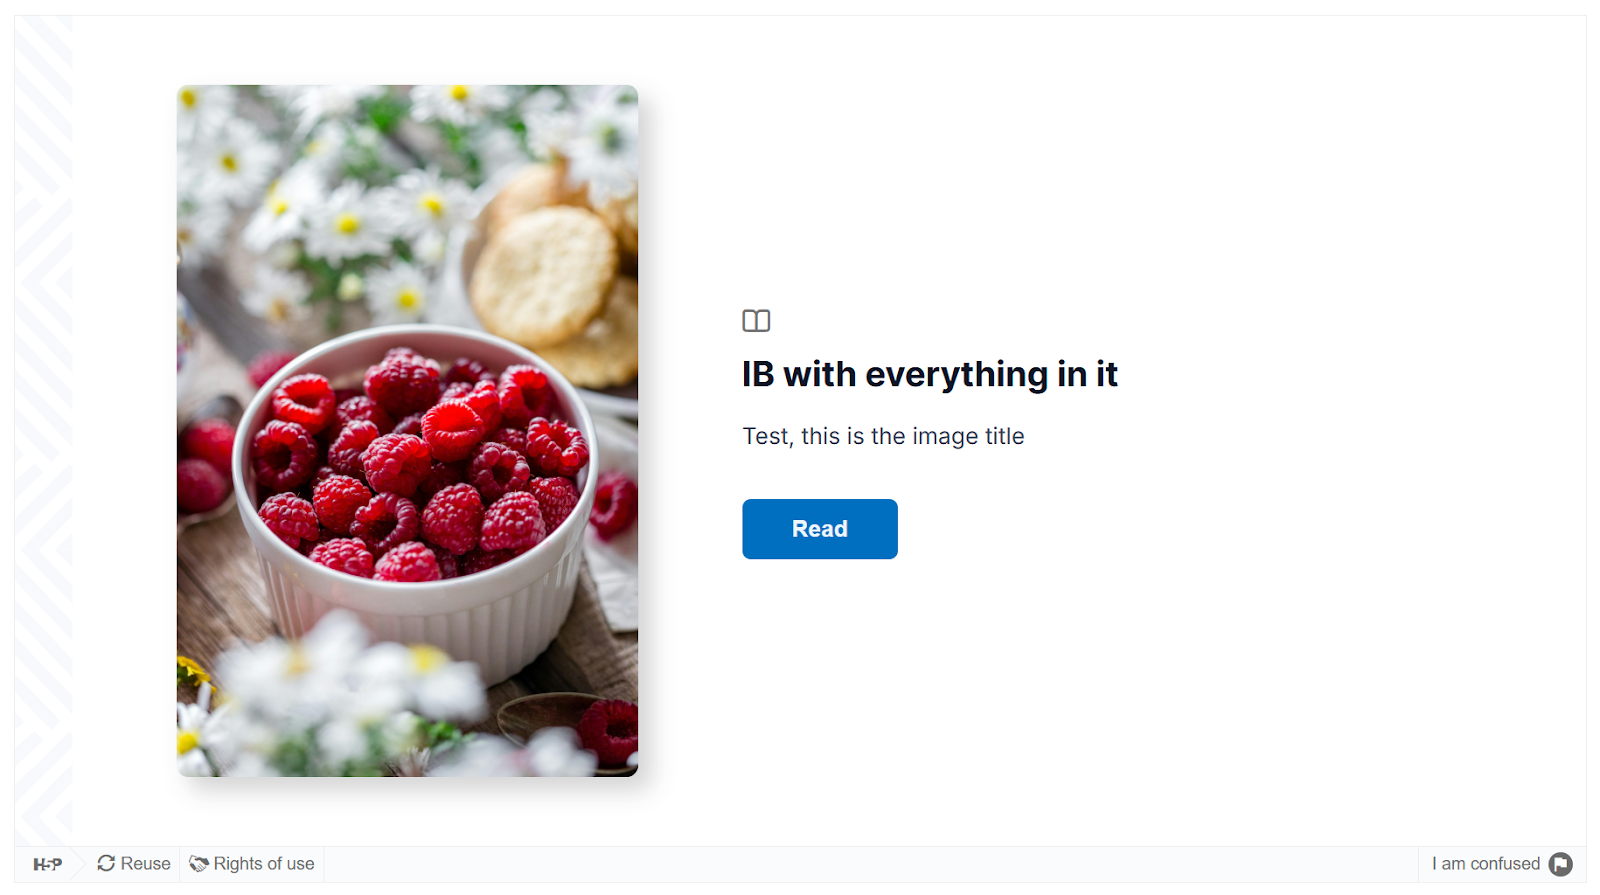 IB with everything in it
Test, this is the image title
Read
H5P
Reuse
Rights of use
I am confused